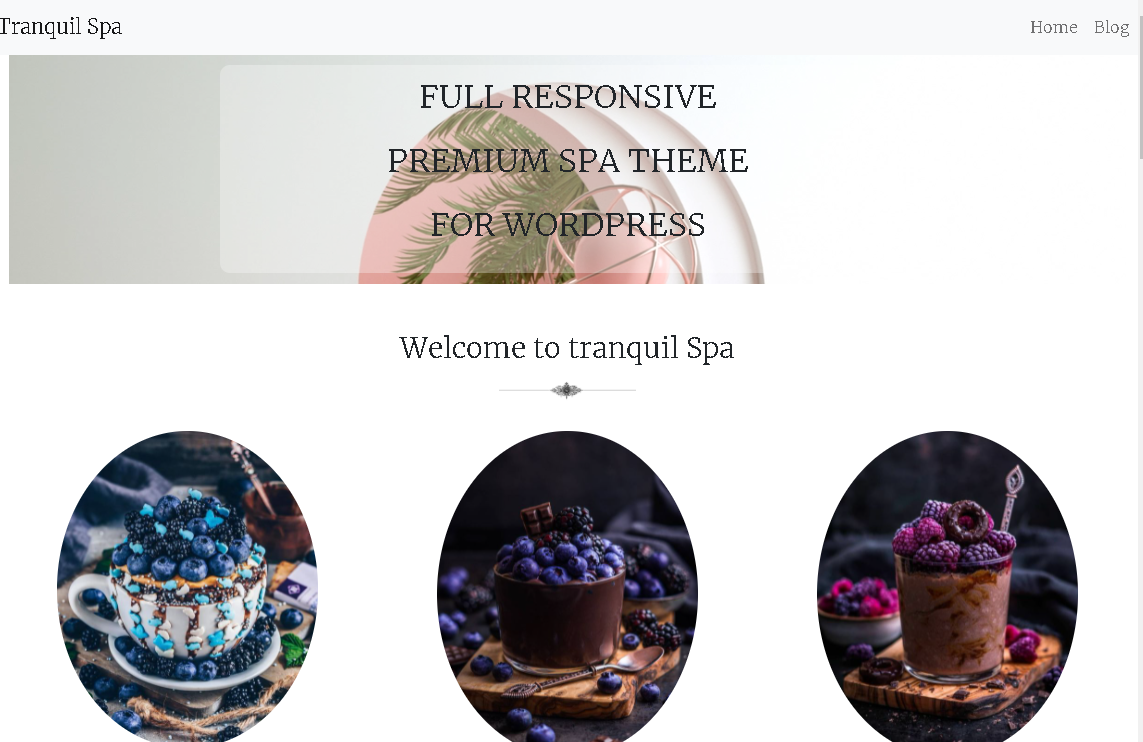 Tranquil Spa
Home Blog
FULL RESPONSIVE
PREMIUM SPA THEME
FOR WORDPRESS
Welcome to tranquil Spa